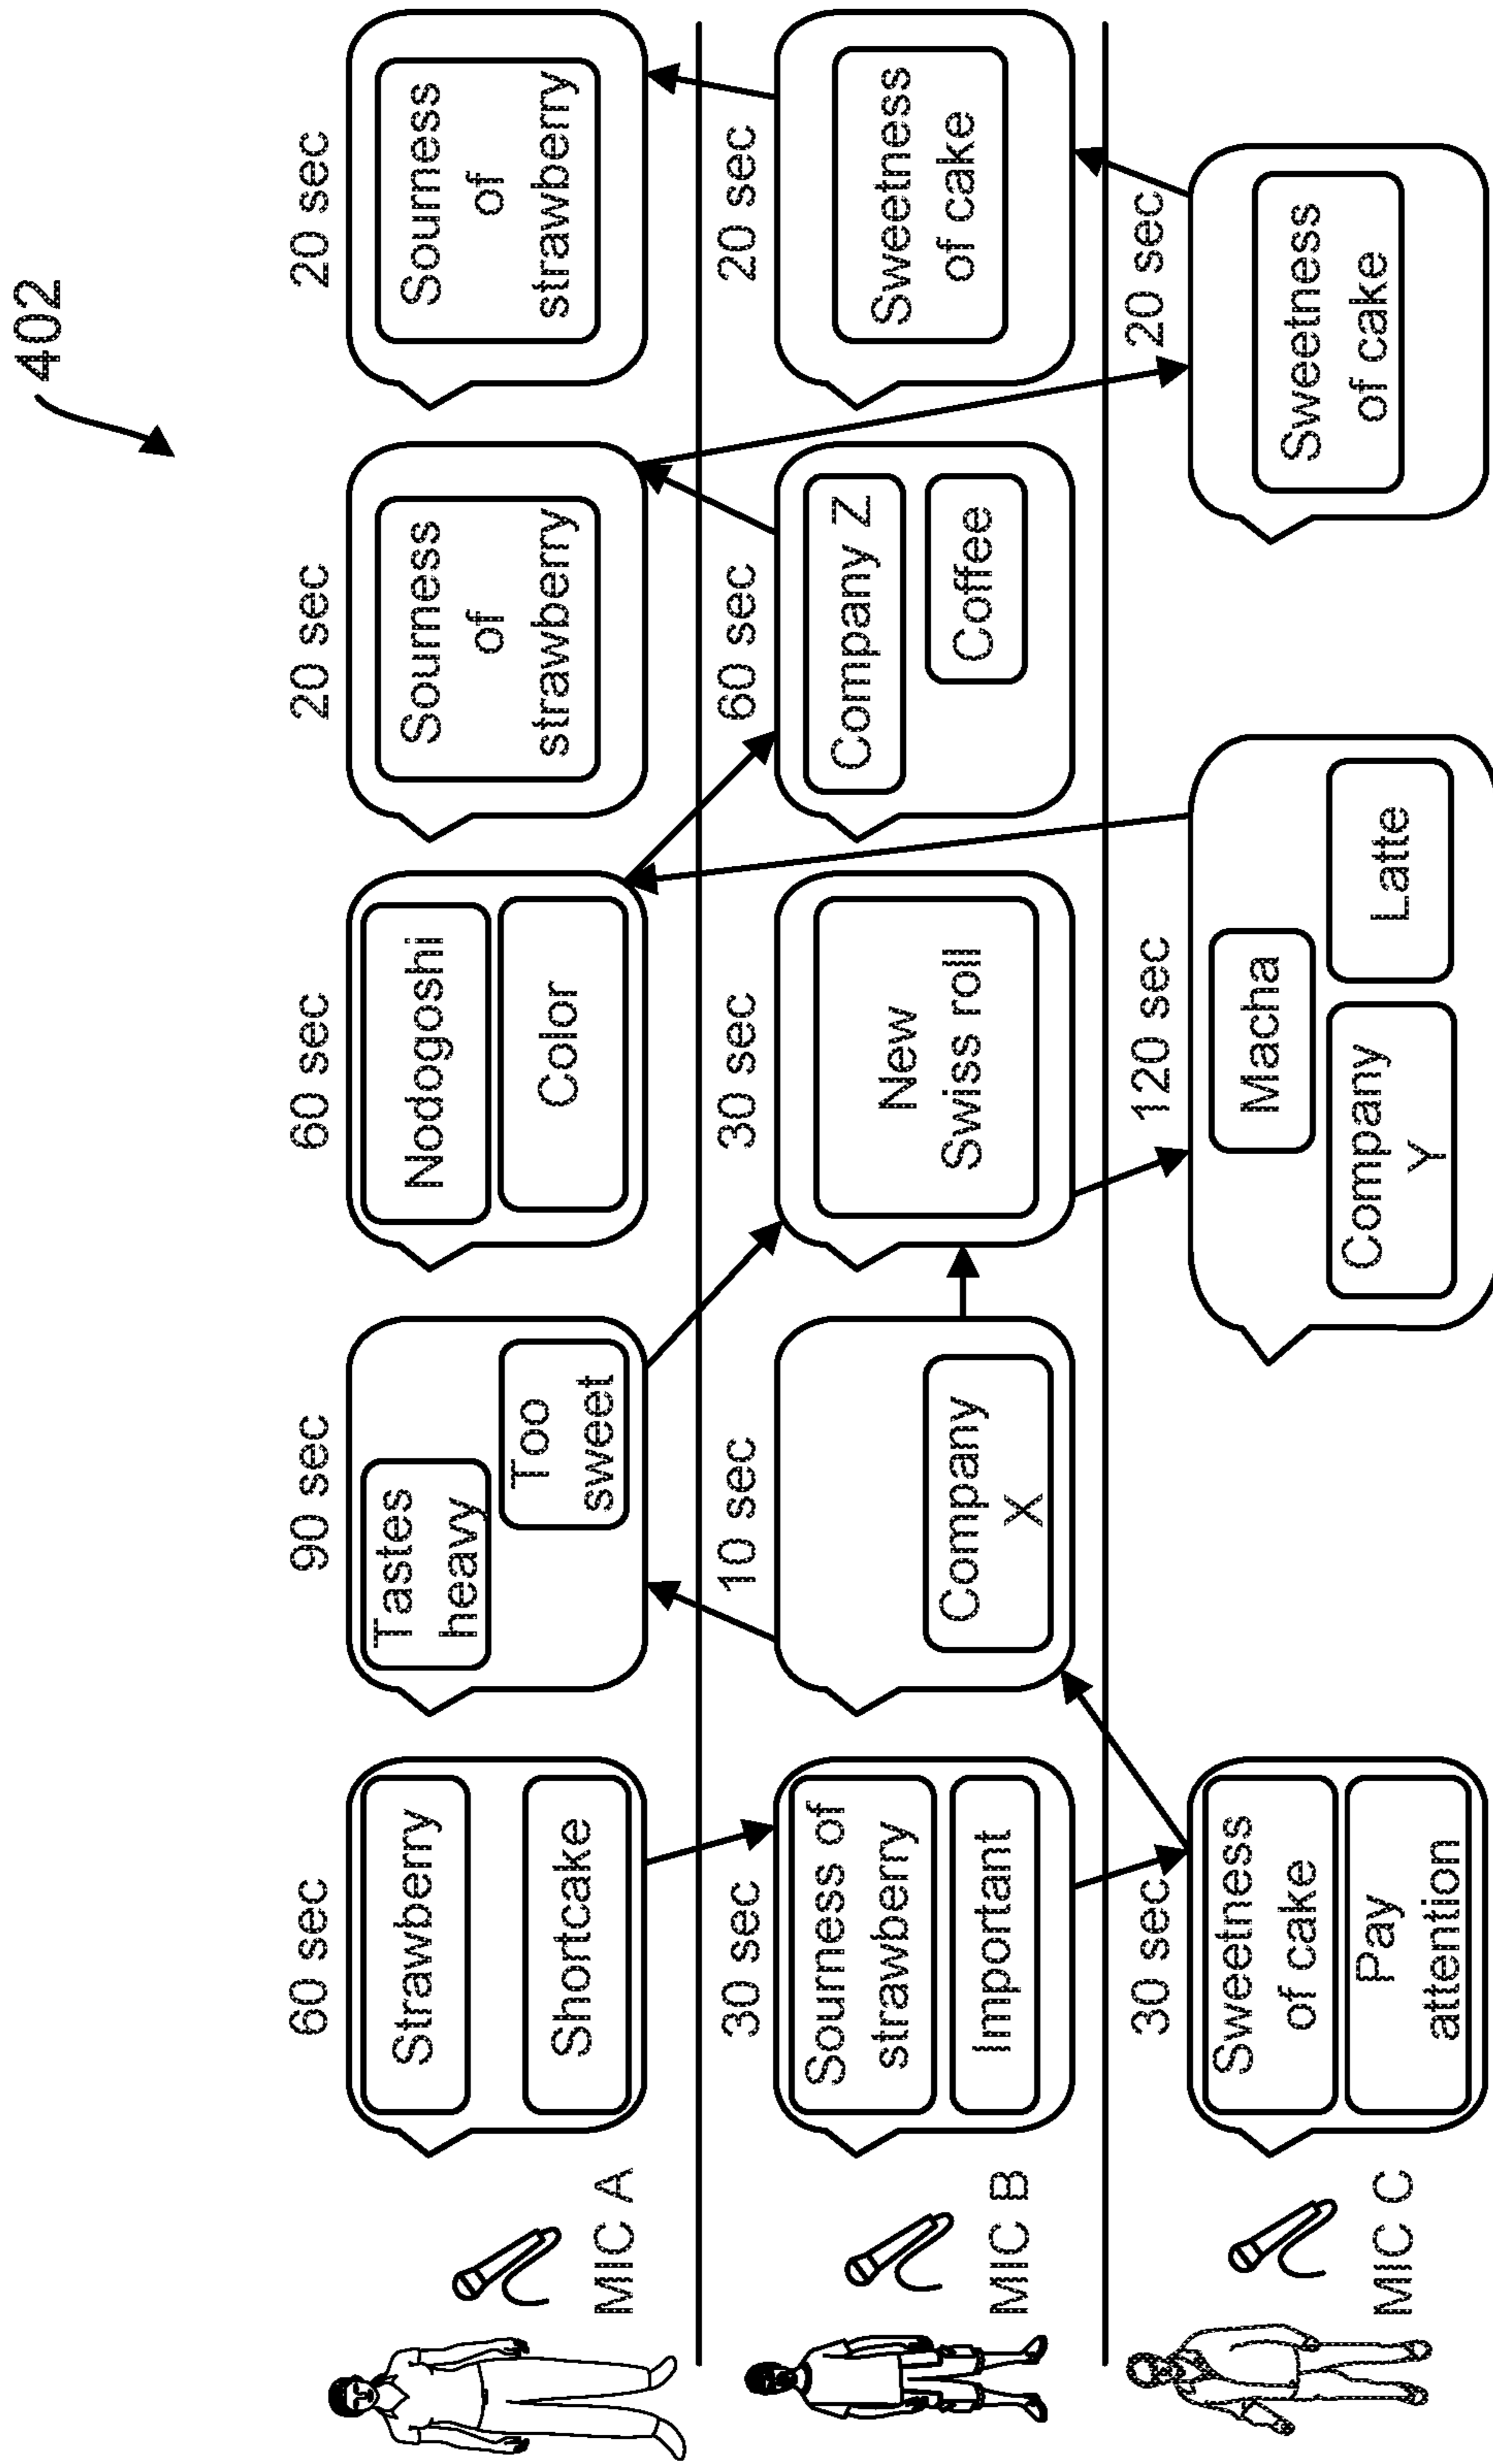 402
MIC A
60 sec
Strawberry
Shortcake
90 sec
Tastes
heavy
Too
sweet
60 sec
Nodogoshi
Color
20 sec
Sourness
of
strawberry
20 sec
Sourness
of
strawberry
MIC B
30 sec
Sourness of
strawberry
Important
10 sec
Company
X
30 sec
New
Swiss roll
60 sec
Company Z
Coffee
20 sec
Sweetness
of cake
MIC C
30 sec
Sweetness
of cake
Pay
attention
120 sec
Macha
Company
Y
Latte
20 sec
Sweetness
of cake